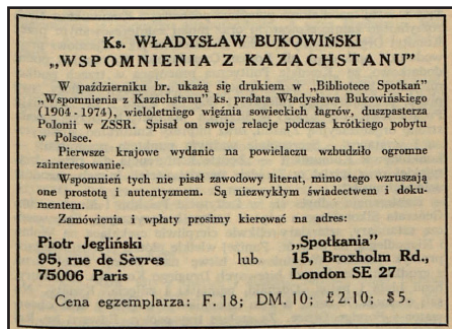 Ks. WŁADYSŁAW BUKOWIŃSKI
„WSPOMNIENIA Z KAZACHSTANU"
W październiku br. ukażą się drukiem w „Bibliotece Spotkań"
„Wspomnienia z Kazachstanu" ks. prałata Władysława Bukowińskiego
(1904 - 1974), wieloletniego więźnia sowieckich łagrów, duszpasterza
Polonii w ZSSR. Spisał on swoje relacje podczas krótkiego pobytu
w Polsce.
Pierwsze krajowe wydanie na powielaczu wzbudziło ogromne
zainteresowanie.
Wspomnień tych nie pisał zawodowy literat, mimo tego wzruszają
one prostotą i autentyzmem. Są niezwykłym świadectwem i doku-
mentem.
Zamówienia i wpłaty prosimy kierować na adres:
Piotr Jegliński „Spotkania"
95, rue de Sèvres lub 15, Broxholm Rd.,
75006 Paris London SE 27
Cena egzemplarza: F. 18; DM. 10; £ 2.10; $ 5.